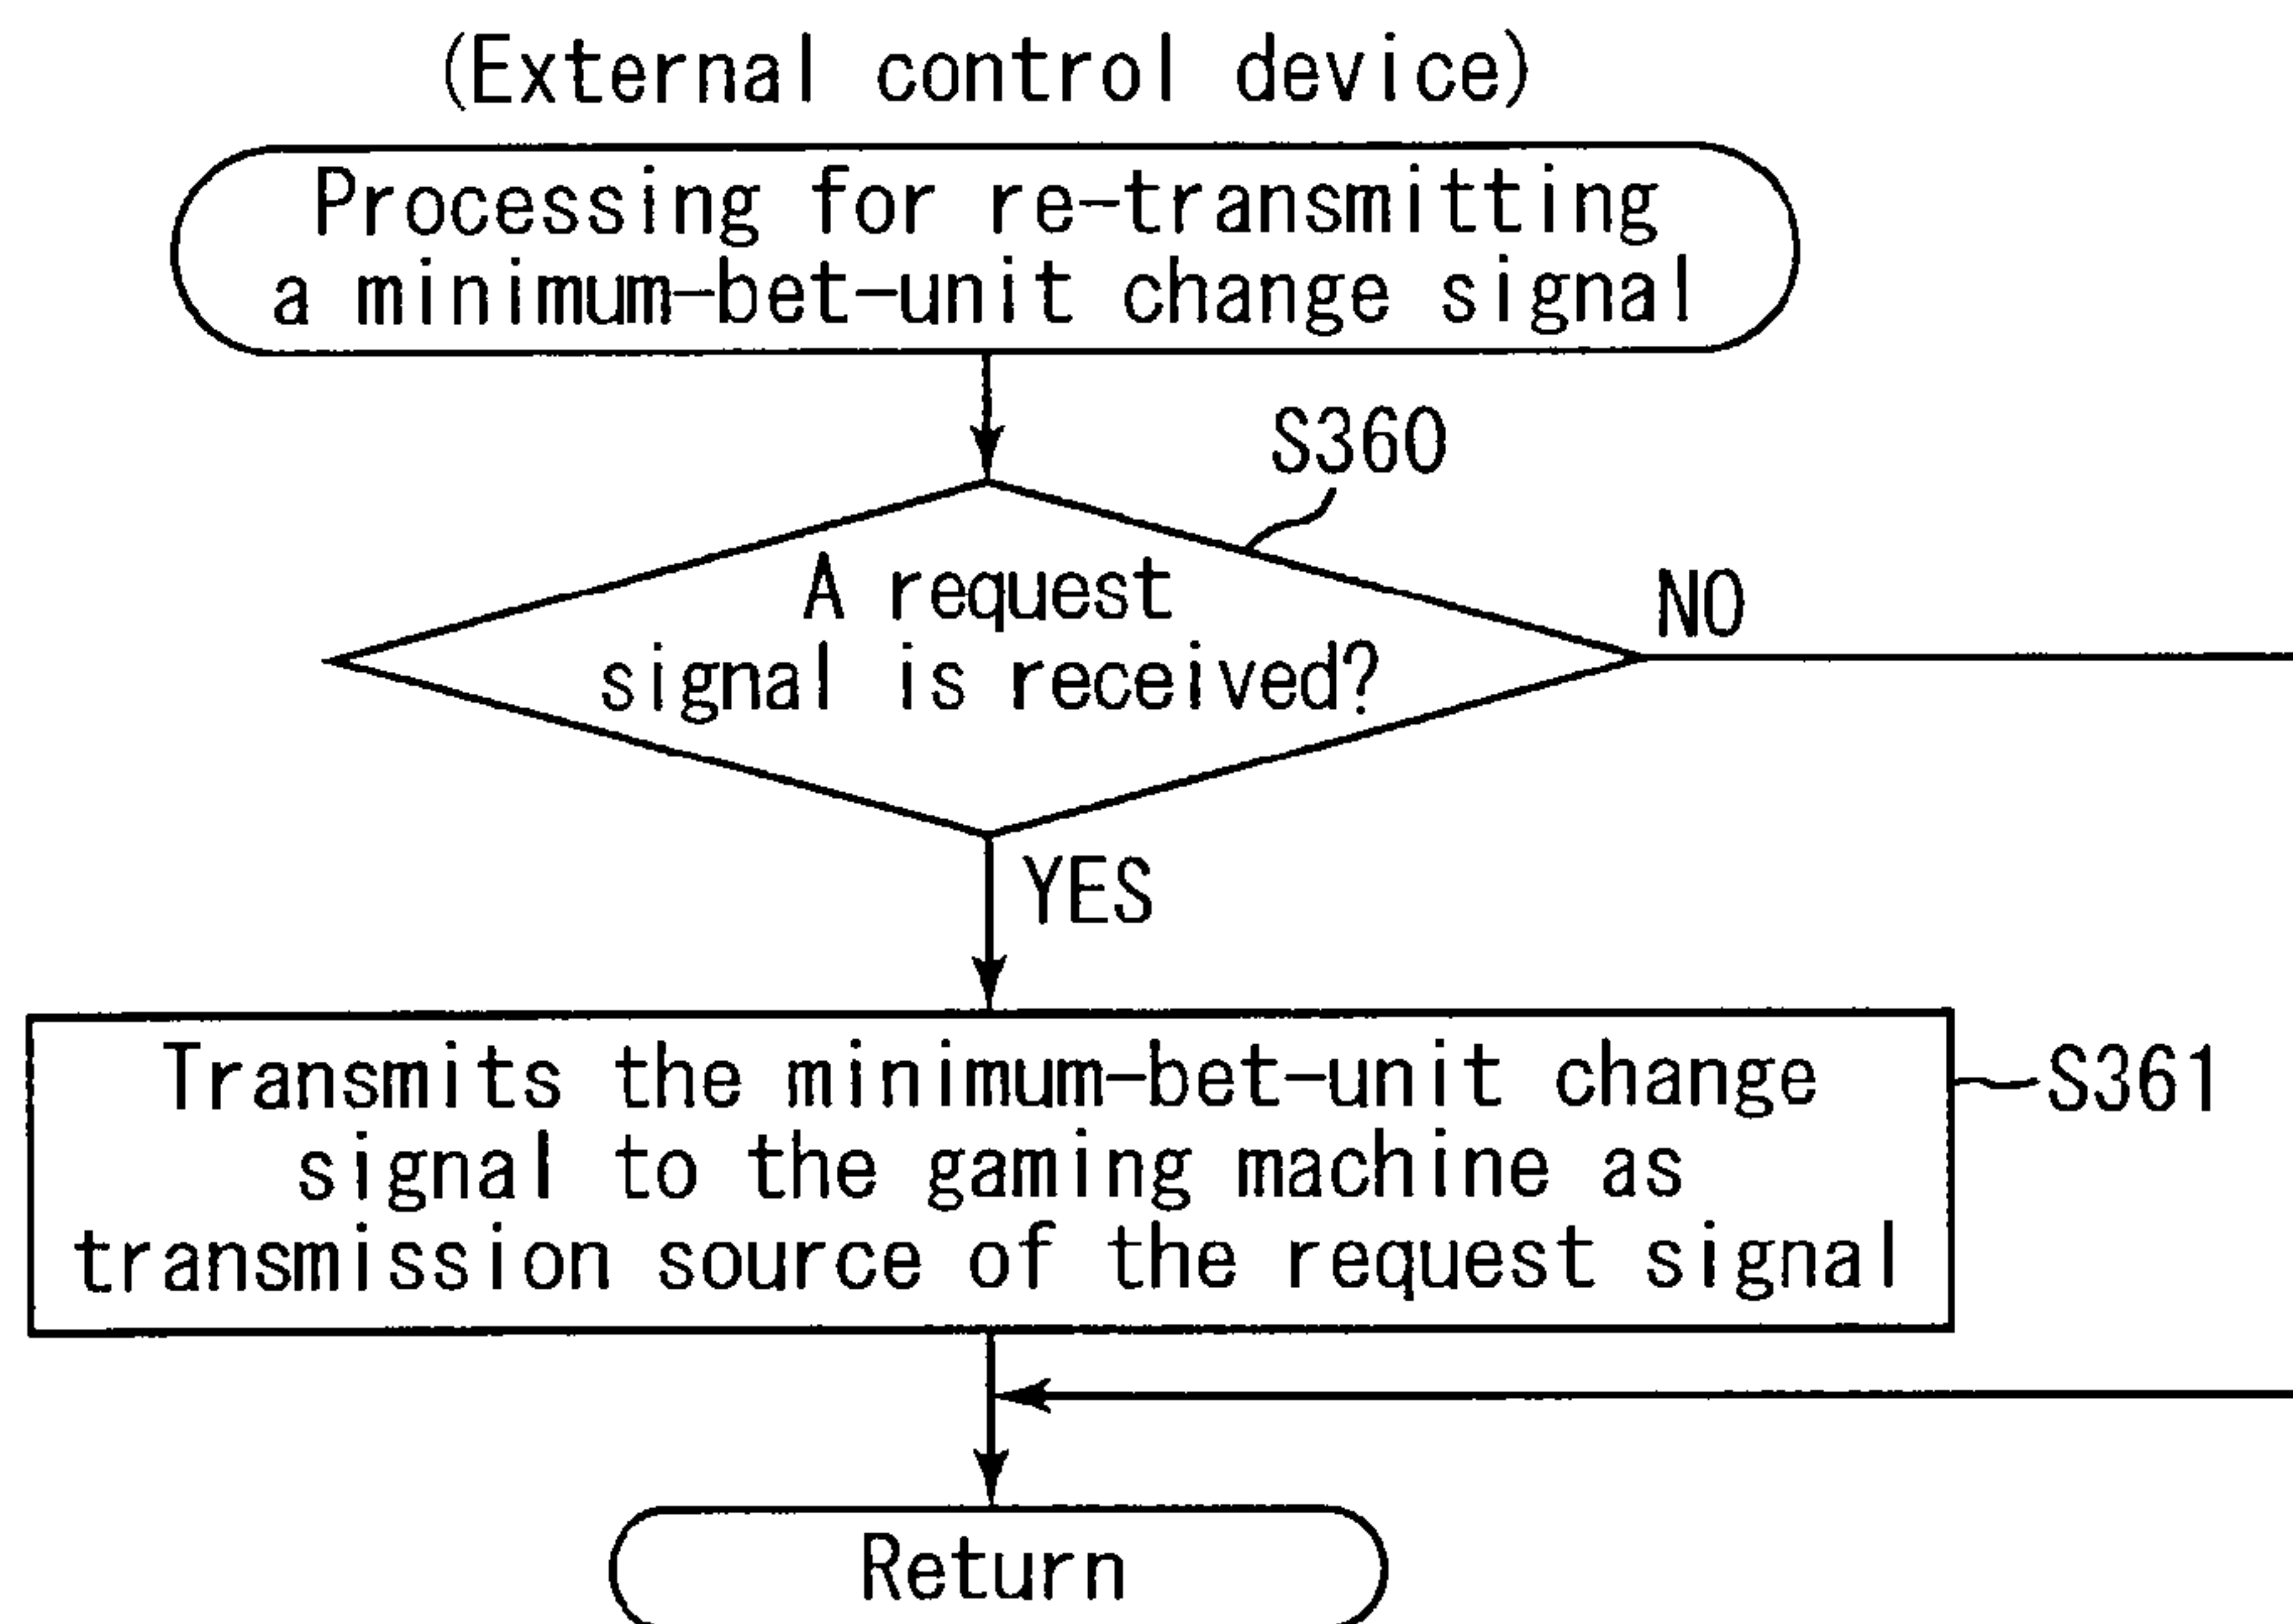 (External control device)
Processing for re-transmitting
a minimum-bet-unit change signal
S360
A request
signal is received?
NO
YES
Transmits the minimum-bet-unit change
signal to the gaming machine as
transmission source of the request signal
S361
Return